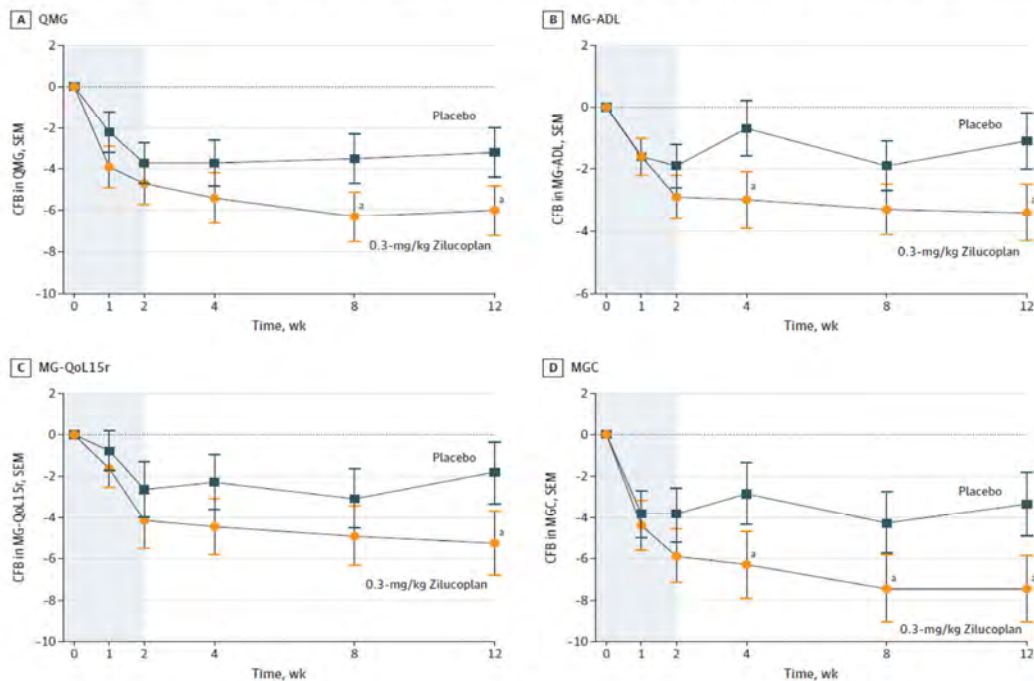 A QMG
2
0
-2
-4
-6
-8
-10
CFB in QMG, SEM
Placebo
a
a
0.3-mg/kg Zilucoplan
0 1 2 4 8 12
Time, wk
B MG-ADL
2
0
-2
-4
-6
CFB in MG-ADL, SEM
Placebo
a
a
0.3-mg/kg Zilucoplan
0 1 2 4 8 12
Time, wk
C MG-QoL15r
2
0
-2
-4
-6
-8
-10
CFB in MG-QoL15r, SEM
Placebo
a
0.3-mg/kg Zilucoplan
0 1 2 4 8 12
Time, wk
D MGC
2
0
-2
-4
-6
-8
-10
CFB in MGC, SEM
Placebo
a
a
a
0.3-mg/kg Zilucoplan
0 1 2 4 8 12
Time, wk